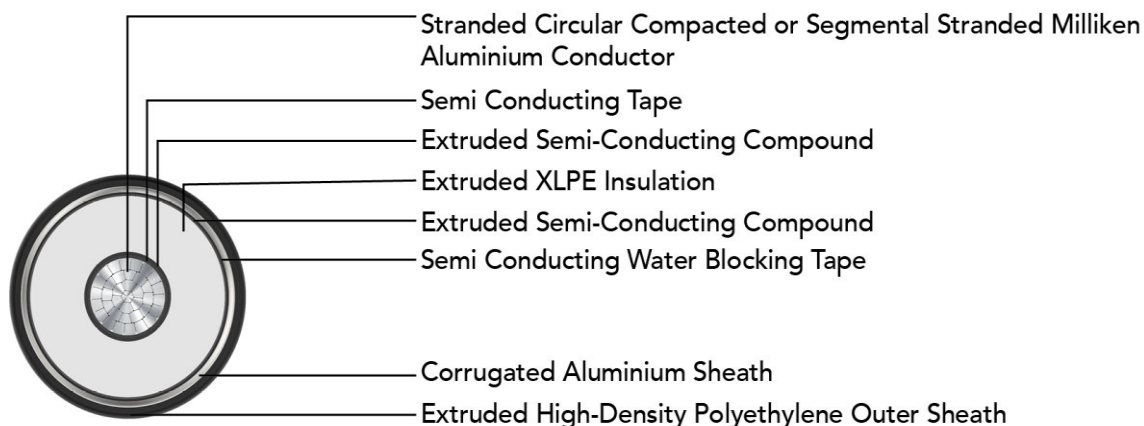 Stranded Circular Compacted or Segmental Stranded Milliken
Aluminium Conductor
Semi Conducting Tape
Extruded Semi-Conducting Compound
Extruded XLPE Insulation
Extruded Semi-Conducting Compound
Semi Conducting Water Blocking Tape
Corrugated Aluminium Sheath
Extruded High-Density Polyethylene Outer Sheath